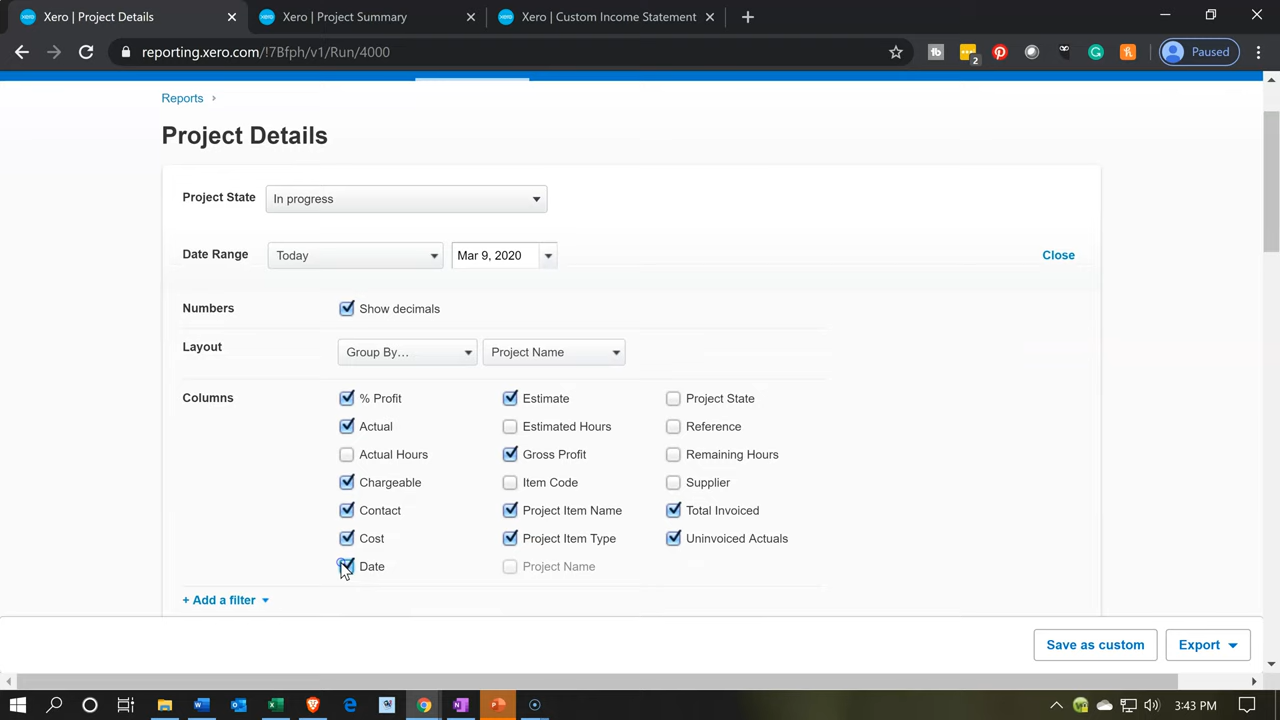 Xero | Project Details
Xero | Project Summary
Xero | Custom Income Statement
reporting.xero.com/!7Bfph/v1/Run/4000
2
Paused
Reports
Project Details
Project State
In progress
Date Range
Today
Mar 9, 2020
Close
Numbers
Show decimals
Layout
Group By...
Project Name
Columns
% Profit
Estimate
Project State
Actual
Estimated Hours
Reference
Actual Hours
Gross Profit
Remaining Hours
Chargeable
Item Code
Supplier
Contact
Project Item Name
Total Invoiced
Cost
Project Item Type
Uninvoiced Actuals
Date
Project Name
+ Add a filter
Save as custom
Export
3:43 PM